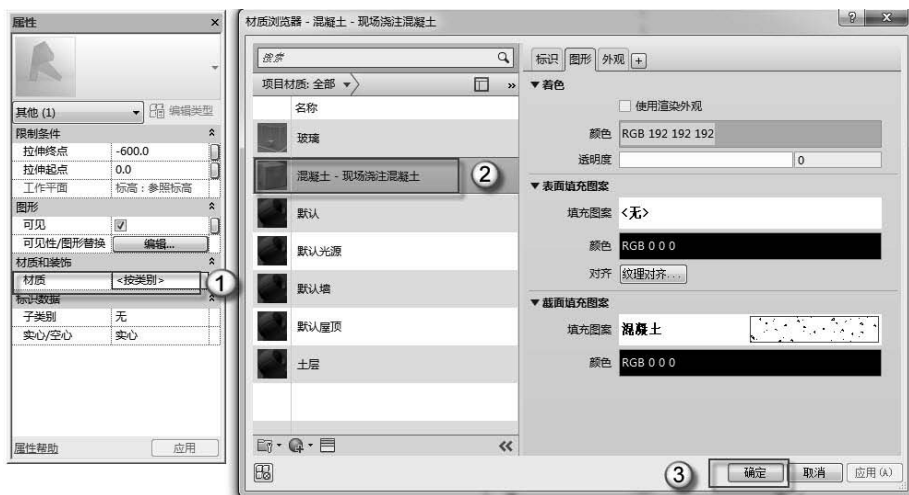 属性
其他 (1)
编辑类型
限制条件
拉伸终点 -600.0
拉伸起点 0.0
工作平面 标高：参照标高
图形
可见
可见性/图形替换 编辑...
材质和装饰
材质 <按类别>
1
标识数据
子类别 无
实心/空心 实心
属性帮助
应用
材质浏览器 - 混凝土 - 现场浇注混凝土
搜索
项目材质: 全部
名称
玻璃
混凝土 - 现场浇注混凝土
2
默认
默认光源
默认墙
默认屋顶
土层
标识 图形 外观
着色
使用渲染外观
颜色 RGB 192 192 192
透明度 0
表面填充图案
填充图案 <无>
颜色 RGB 0 0 0
对齐 纹理对齐...
截面填充图案
填充图案 混凝土
颜色 RGB 0 0 0
3
确定 取消 应用(A)